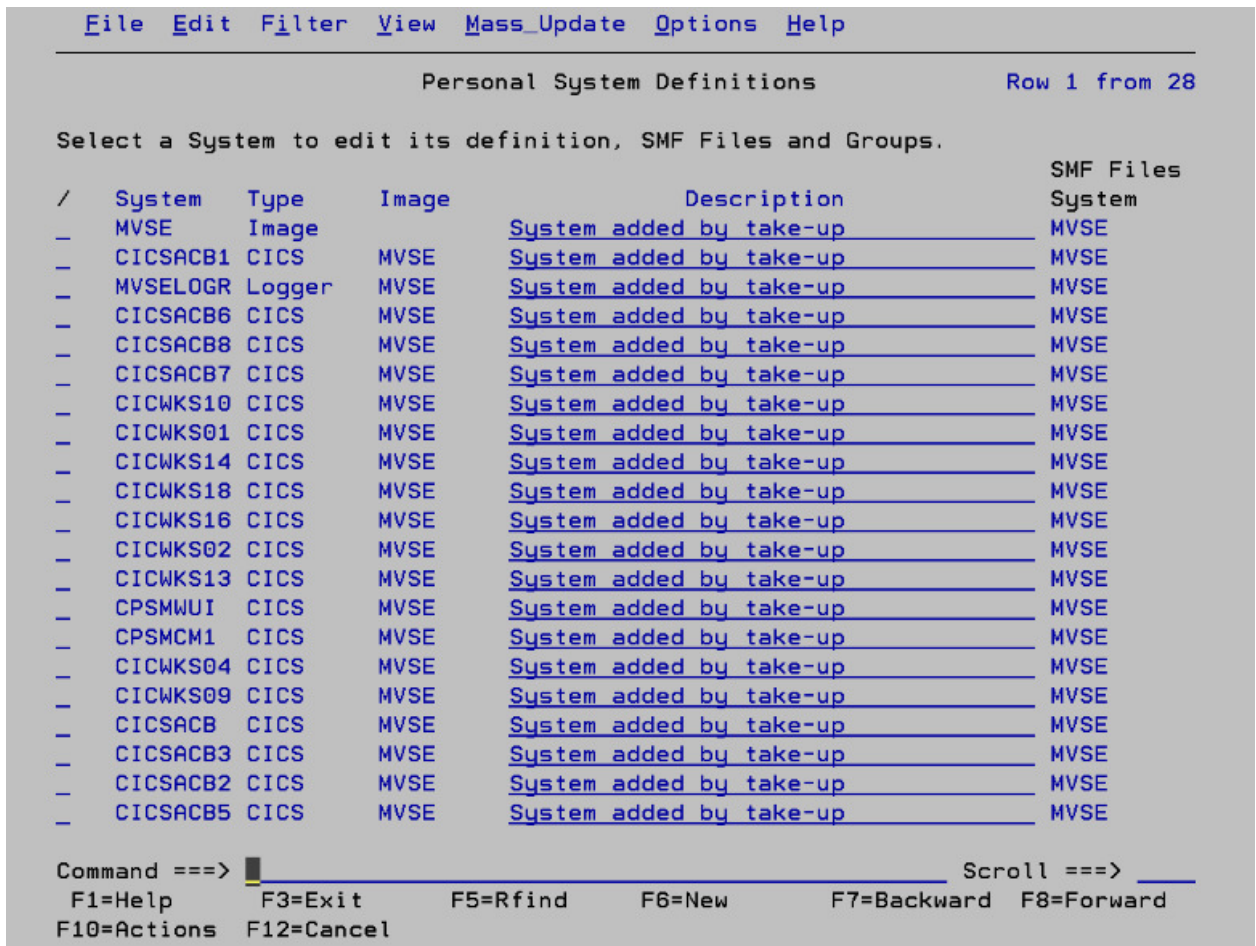 File Edit Filter View Mass_Update Options Help
Personal System Definitions Row 1 from 28
Select a System to edit its definition, SMF Files and Groups.
SMF Files
/ System Type Image Description System
_ MVSE Image System added by take-up MVSE
_ CICSACB1 CICS MVSE System added by take-up MVSE
_ MVSELOGR Logger MVSE System added by take-up MVSE
_ CICSACB6 CICS MVSE System added by take-up MVSE
_ CICSACB8 CICS MVSE System added by take-up MVSE
_ CICSACB7 CICS MVSE System added by take-up MVSE
_ CICWKS10 CICS MVSE System added by take-up MVSE
_ CICWKS01 CICS MVSE System added by take-up MVSE
_ CICWKS14 CICS MVSE System added by take-up MVSE
_ CICWKS18 CICS MVSE System added by take-up MVSE
_ CICWKS16 CICS MVSE System added by take-up MVSE
_ CICWKS02 CICS MVSE System added by take-up MVSE
_ CICWKS13 CICS MVSE System added by take-up MVSE
_ CPSMWUI CICS MVSE System added by take-up MVSE
_ CPSMCM1 CICS MVSE System added by take-up MVSE
_ CICWKS04 CICS MVSE System added by take-up MVSE
_ CICWKS09 CICS MVSE System added by take-up MVSE
_ CICSACB CICS MVSE System added by take-up MVSE
_ CICSACB3 CICS MVSE System added by take-up MVSE
_ CICSACB2 CICS MVSE System added by take-up MVSE
_ CICSACB5 CICS MVSE System added by take-up MVSE
Command ===> Scroll ===>
F1=Help F3=Exit F5=Rfind F6=New F7=Backward F8=Forward
F10=Actions F12=Cancel